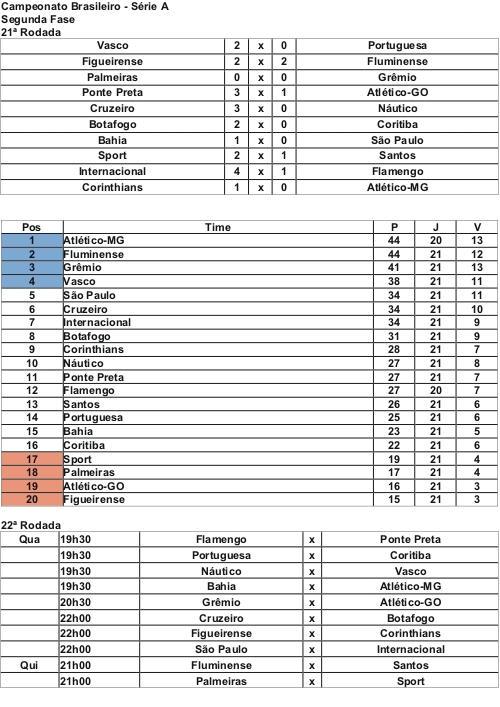 Campeonato Brasileiro - Série A
Segunda Fase
21ª Rodada
Vasco 2 x 0 Portuguesa
Figueirense 2 x 2 Fluminense
Palmeiras 0 x 0 Grêmio
Ponte Preta 3 x 1 Atlético-GO
Cruzeiro 3 x 0 Náutico
Botafogo 2 x 0 Coritiba
Bahia 1 x 0 São Paulo
Sport 2 x 1 Santos
Internacional 4 x 1 Flamengo
Corinthians 1 x 0 Atlético-MG
Pos Time P J V
1 Atlético-MG 44 20 13
2 Fluminense 44 21 12
3 Grêmio 41 21 13
4 Vasco 38 21 11
5 São Paulo 34 21 11
6 Cruzeiro 34 21 10
7 Internacional 34 21 9
8 Botafogo 31 21 9
9 Corinthians 28 21 7
10 Náutico 27 21 8
11 Ponte Preta 27 21 7
12 Flamengo 27 20 7
13 Santos 26 21 6
14 Portuguesa 25 21 6
15 Bahia 23 21 5
16 Coritiba 22 21 6
17 Sport 19 21 4
18 Palmeiras 17 21 4
19 Atlético-GO 16 21 3
20 Figueirense 15 21 3
22ª Rodada
Qua 19h30 Flamengo x Ponte Preta
19h30 Portuguesa x Coritiba
19h30 Náutico x Vasco
19h30 Bahia x Atlético-MG
20h30 Grêmio x Atlético-GO
22h00 Cruzeiro x Botafogo
22h00 Figueirense x Corinthians
22h00 São Paulo x Internacional
Qui 21h00 Fluminense x Santos
21h00 Palmeiras x Sport